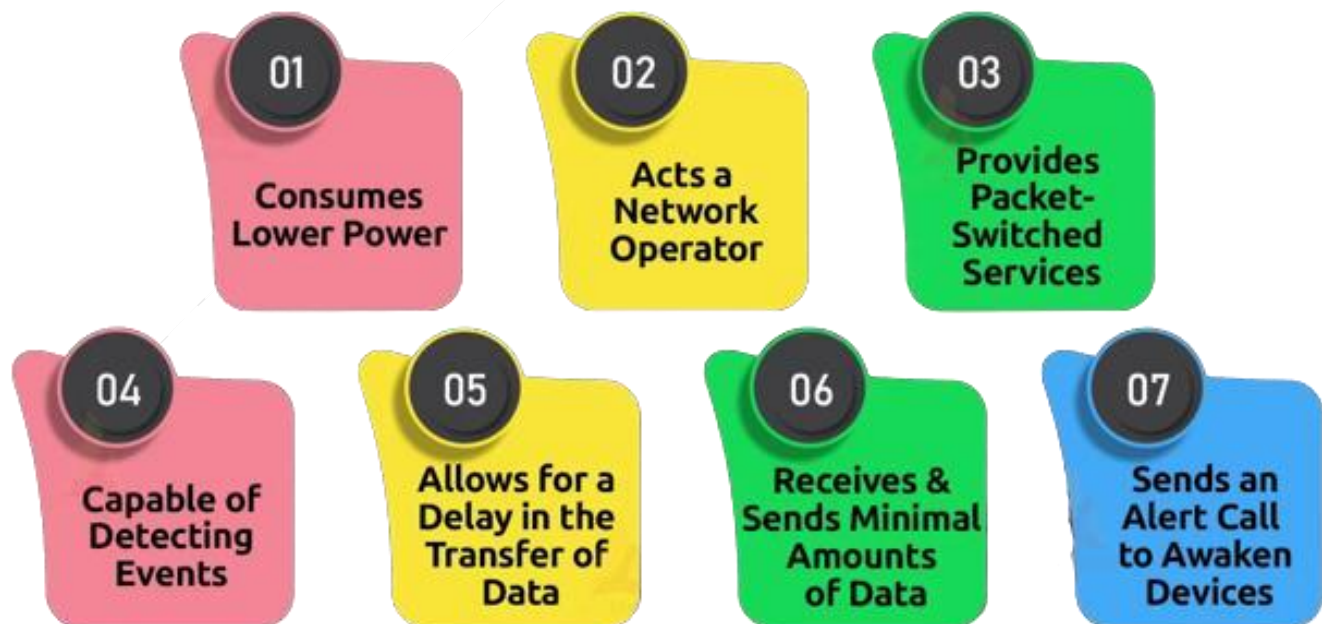 01
Consumes
Lower Power
02
Acts a
Network
Operator
03
Provides
Packet-
Switched
Services
04
Capable of
Detecting
Events
05
Allows for a
Delay in the
Transfer of
Data
06
Receives &
Sends Minimal
Amounts
of Data
07
Sends an
Alert Call
to Awaken
Devices